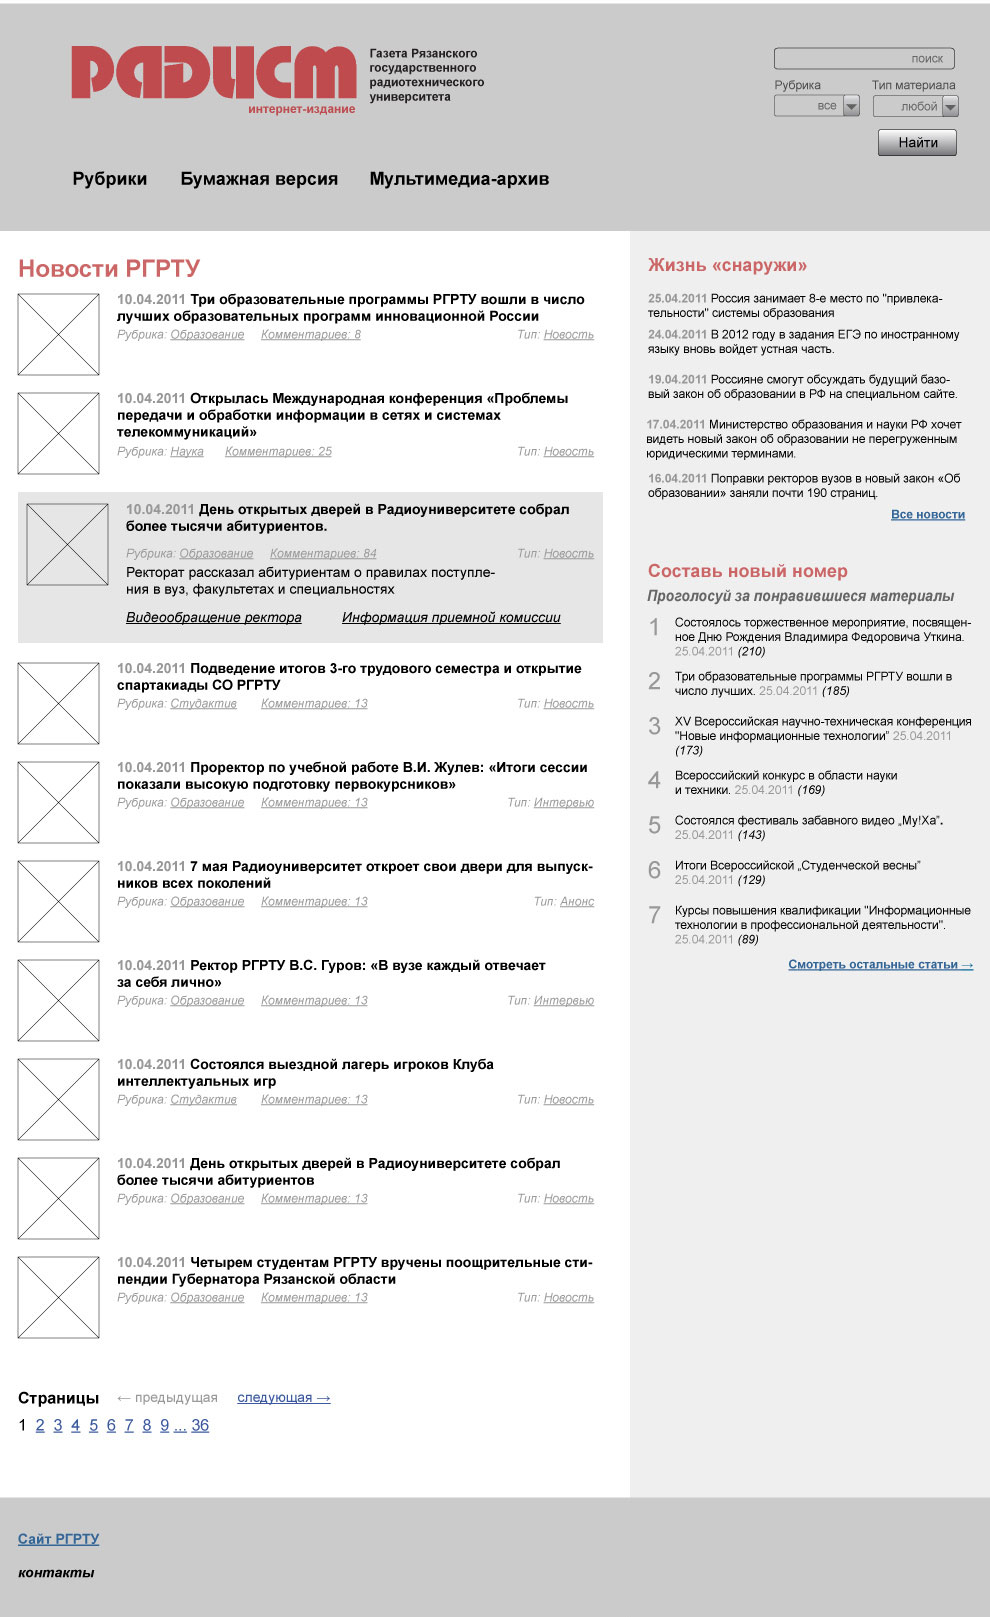 Радист
интернет-издание
Газета Рязанского
государственного
радиотехнического
университета
поиск
Рубрика
Тип материала
все
любой
Найти
Рубрики
Бумажная версия
Мультимедиа-архив
Новости РГРТУ
10.04.2011 Три образовательные программы РГРТУ вошли в число
лучших образовательных программ инновационной России
Рубрика: Образование Комментариев: 8 Тип: Новость
10.04.2011 Открылась Международная конференция «Проблемы
передачи и обработки информации в сетях и системах
телекоммуникаций»
Рубрика: Наука Комментариев: 25 Тип: Новость
10.04.2011 День открытых дверей в Радиоуниверситете собрал
более тысячи абитуриентов.
Рубрика: Образование Комментариев: 84 Тип: Новость
Ректорат рассказал абитуриентам о правилах поступле-
ния в вуз, факультетах и специальностях
Видеообращение ректора Информация приемной комиссии
10.04.2011 Подведение итогов 3-го трудового семестра и открытие
спартакиады СО РГРТУ
Рубрика: Студактив Комментариев: 13 Тип: Новость
10.04.2011 Проректор по учебной работе В.И. Жулев: «Итоги сессии
показали высокую подготовку первокурсников»
Рубрика: Образование Комментариев: 13 Тип: Интервью
10.04.2011 7 мая Радиоуниверситет откроет свои двери для выпуск-
ников всех поколений
Рубрика: Образование Комментариев: 13 Тип: Анонс
10.04.2011 Ректор РГРТУ В.С. Гуров: «В вузе каждый отвечает
за себя лично»
Рубрика: Образование Комментариев: 13 Тип: Интервью
10.04.2011 Состоялся выездной лагерь игроков Клуба
интеллектуальных игр
Рубрика: Студактив Комментариев: 13 Тип: Новость
10.04.2011 День открытых дверей в Радиоуниверситете собрал
более тысячи абитуриентов
Рубрика: Образование Комментариев: 13 Тип: Новость
10.04.2011 Четырем студентам РГРТУ вручены поощрительные сти-
пендии Губернатора Рязанской области
Рубрика: Образование Комментариев: 13 Тип: Новость
Страницы ← предыдущая следующая →
1 2 3 4 5 6 7 8 9 ... 36
Жизнь «снаружи»
25.04.2011 Россия занимает 8-е место по "привлека-
тельности" системы образования
24.04.2011 В 2012 году в задания ЕГЭ по иностранному
языку вновь войдет устная часть.
19.04.2011 Россияне смогут обсуждать будущий базо-
вый закон об образовании в РФ на специальном сайте.
17.04.2011 Министерство образования и науки РФ хочет
видеть новый закон об образовании не перегруженным
юридическими терминами.
16.04.2011 Поправки ректоров вузов в новый закон «Об
образовании» заняли почти 190 страниц.
Все новости
Составь новый номер
Проголосуй за понравившиеся материалы
1 Состоялось торжественное мероприятие, посвящен-
ное Дню Рождения Владимира Федоровича Уткина.
25.04.2011 (210)
2 Три образовательные программы РГРТУ вошли в
число лучших. 25.04.2011 (185)
3 XV Всероссийская научно-техническая конференция
"Новые информационные технологии" 25.04.2011
(173)
4 Всероссийский конкурс в области науки
и техники. 25.04.2011 (169)
5 Состоялся фестиваль забавного видео „Му!Ха”.
25.04.2011 (143)
6 Итоги Всероссийской „Студенческой весны”
25.04.2011 (129)
7 Курсы повышения квалификации "Информационные
технологии в профессиональной деятельности".
25.04.2011 (89)
Смотреть остальные статьи →
Сайт РГРТУ
контакты